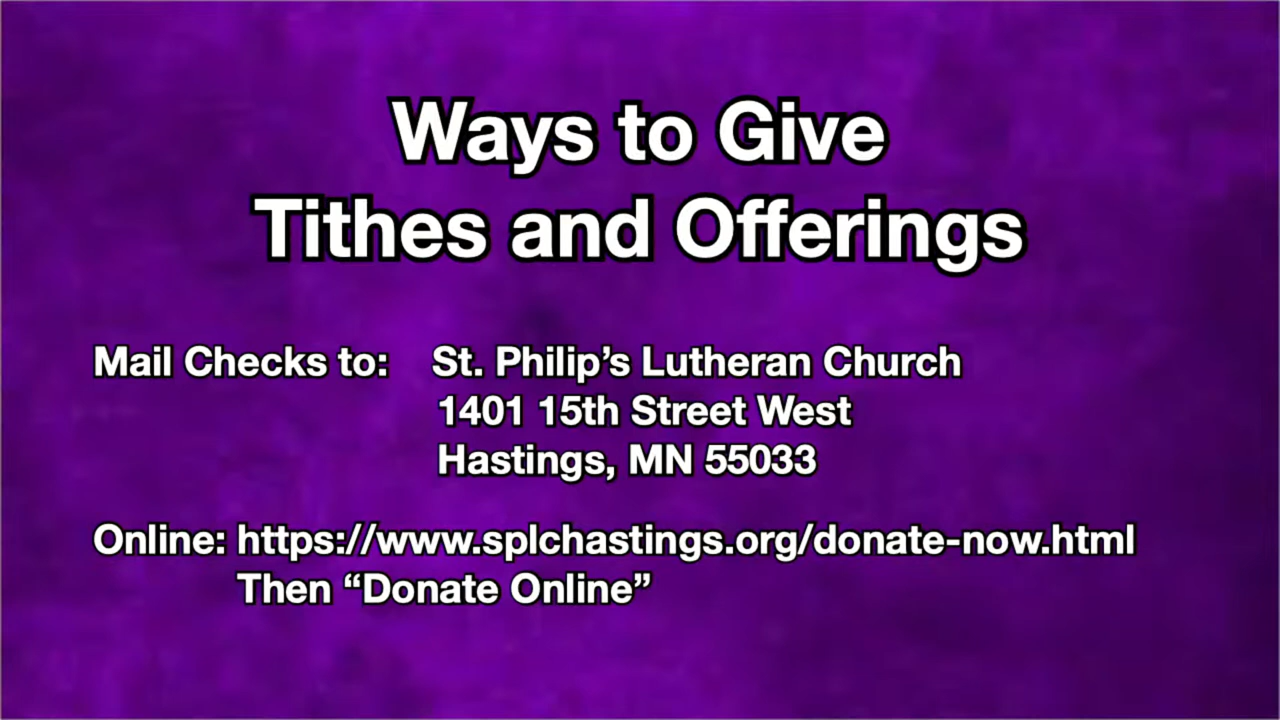 Ways to Give
Tithes and Offerings
Mail Checks to: St. Philip’s Lutheran Church
1401 15th Street West
Hastings, MN 55033
Online: https://www.splchastings.org/donate-now.html
Then “Donate Online”